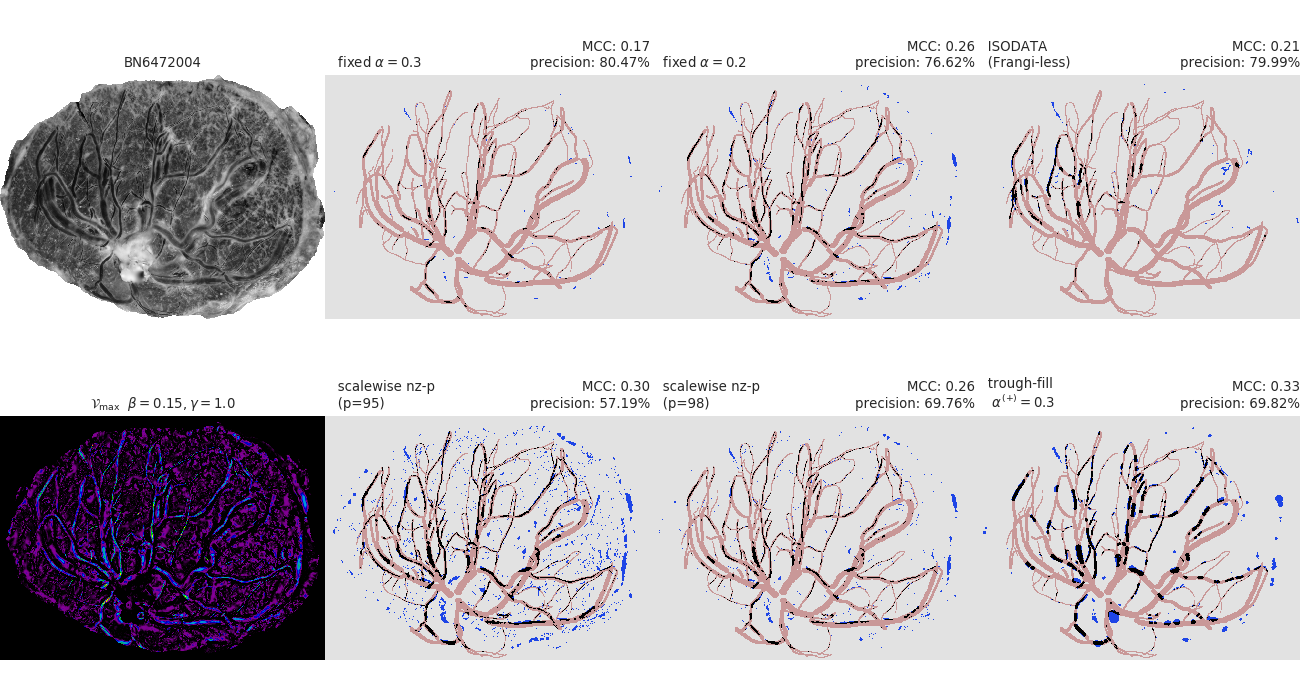 BN6472004
fixed α = 0.3
MCC: 0.17
precision: 80.47%
fixed α = 0.2
MCC: 0.26
precision: 76.62%
ISODATA
(Frangi-less)
MCC: 0.21
precision: 79.99%
𝒱max β = 0.15, γ = 1.0
scalewise nz-p
(p=95)
MCC: 0.30
precision: 57.19%
scalewise nz-p
(p=98)
MCC: 0.26
precision: 69.76%
trough-fill
α(+) = 0.3
MCC: 0.33
precision: 69.82%